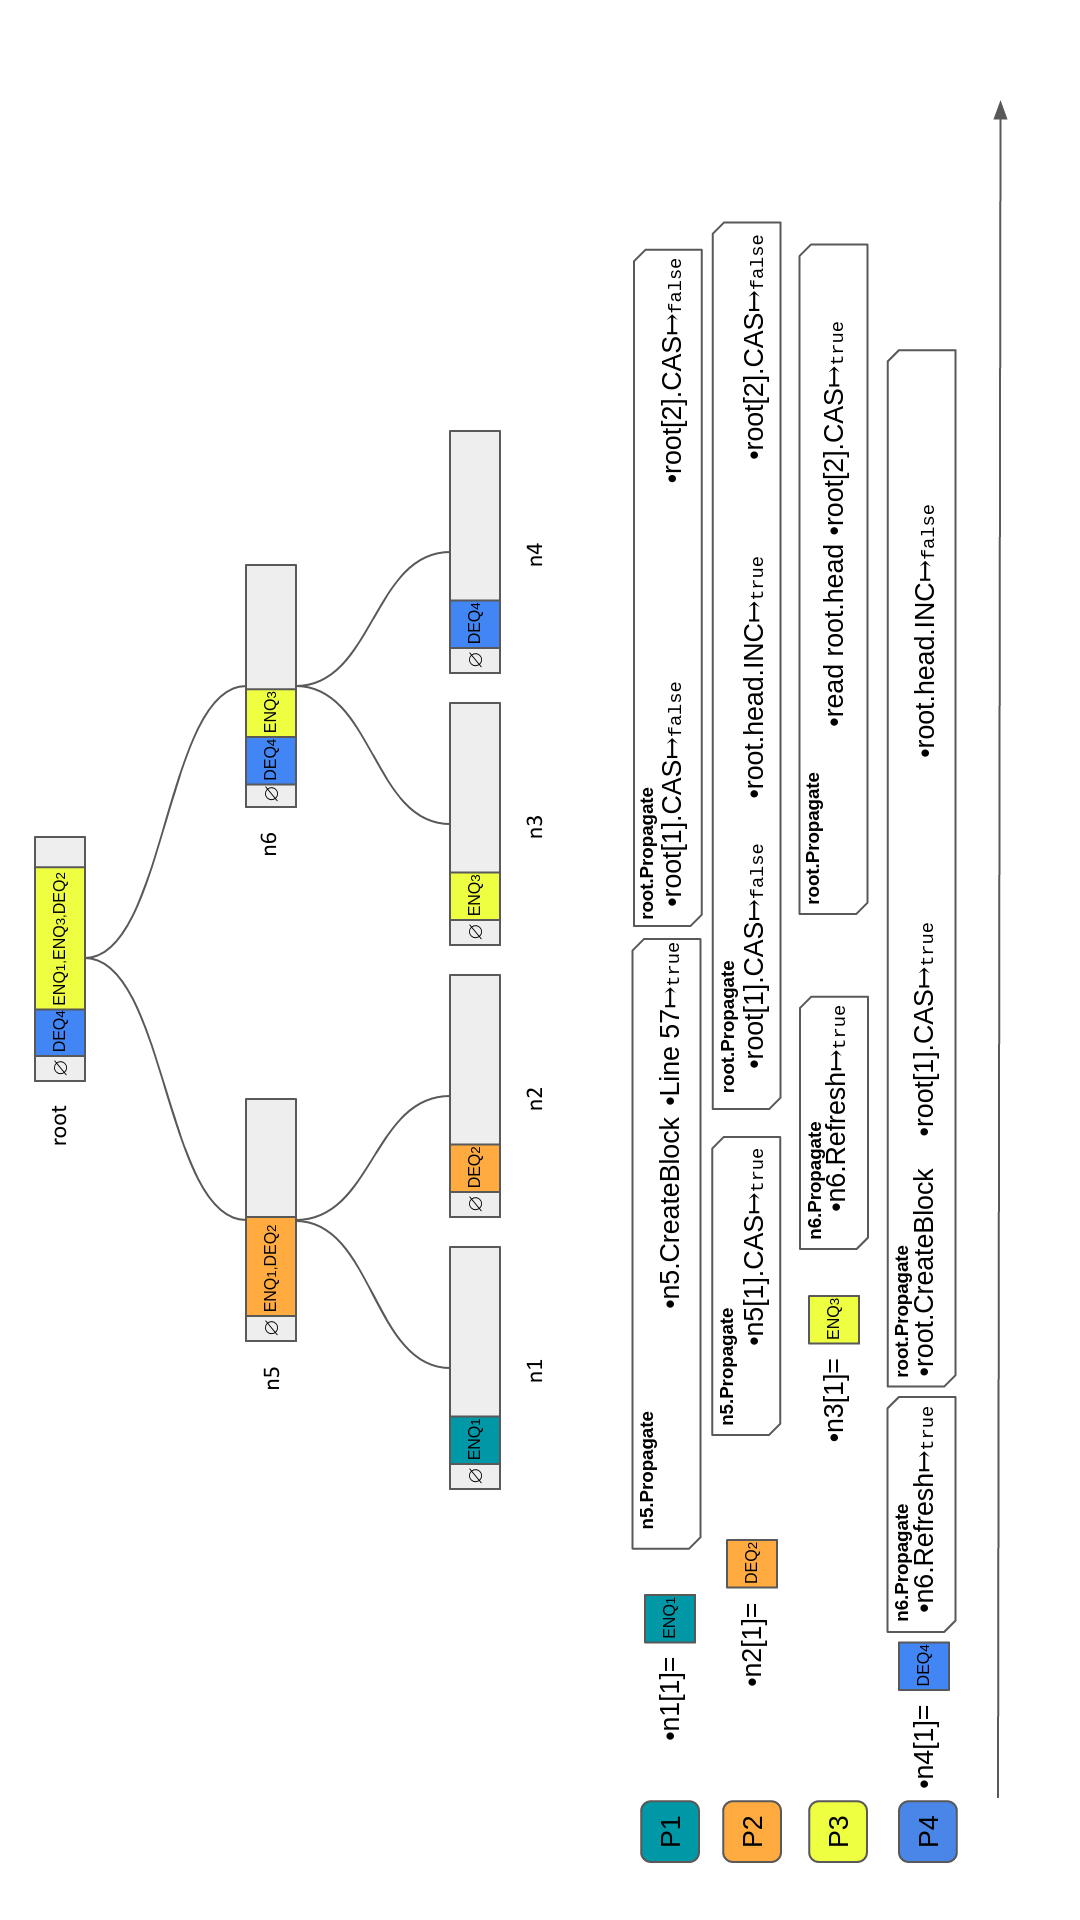 root
∅ DEQ4 ENQ1,ENQ3,DEQ2
n5
∅ ENQ1,DEQ2
n6
∅ DEQ4 ENQ3
∅ ENQ1
n1
∅ DEQ2
n2
∅ ENQ3
n3
∅ DEQ4
n4
P1
•n1[1]= ENQ1
n5.Propagate
•n5.CreateBlock •Line 57↦true
root.Propagate
•root[1].CAS↦false •root[2].CAS↦false
P2
•n2[1]= DEQ2
n5.Propagate
•n5[1].CAS↦true
root.Propagate
•root[1].CAS↦false •root.head.INC↦true •root[2].CAS↦false
P3
•n3[1]= ENQ3
n6.Propagate
•n6.Refresh↦true
root.Propagate
•read root.head •root[2].CAS↦true
P4
•n4[1]= DEQ4
n6.Propagate
•n6.Refresh↦true
root.Propagate
•root.CreateBlock •root[1].CAS↦true •root.head.INC↦false